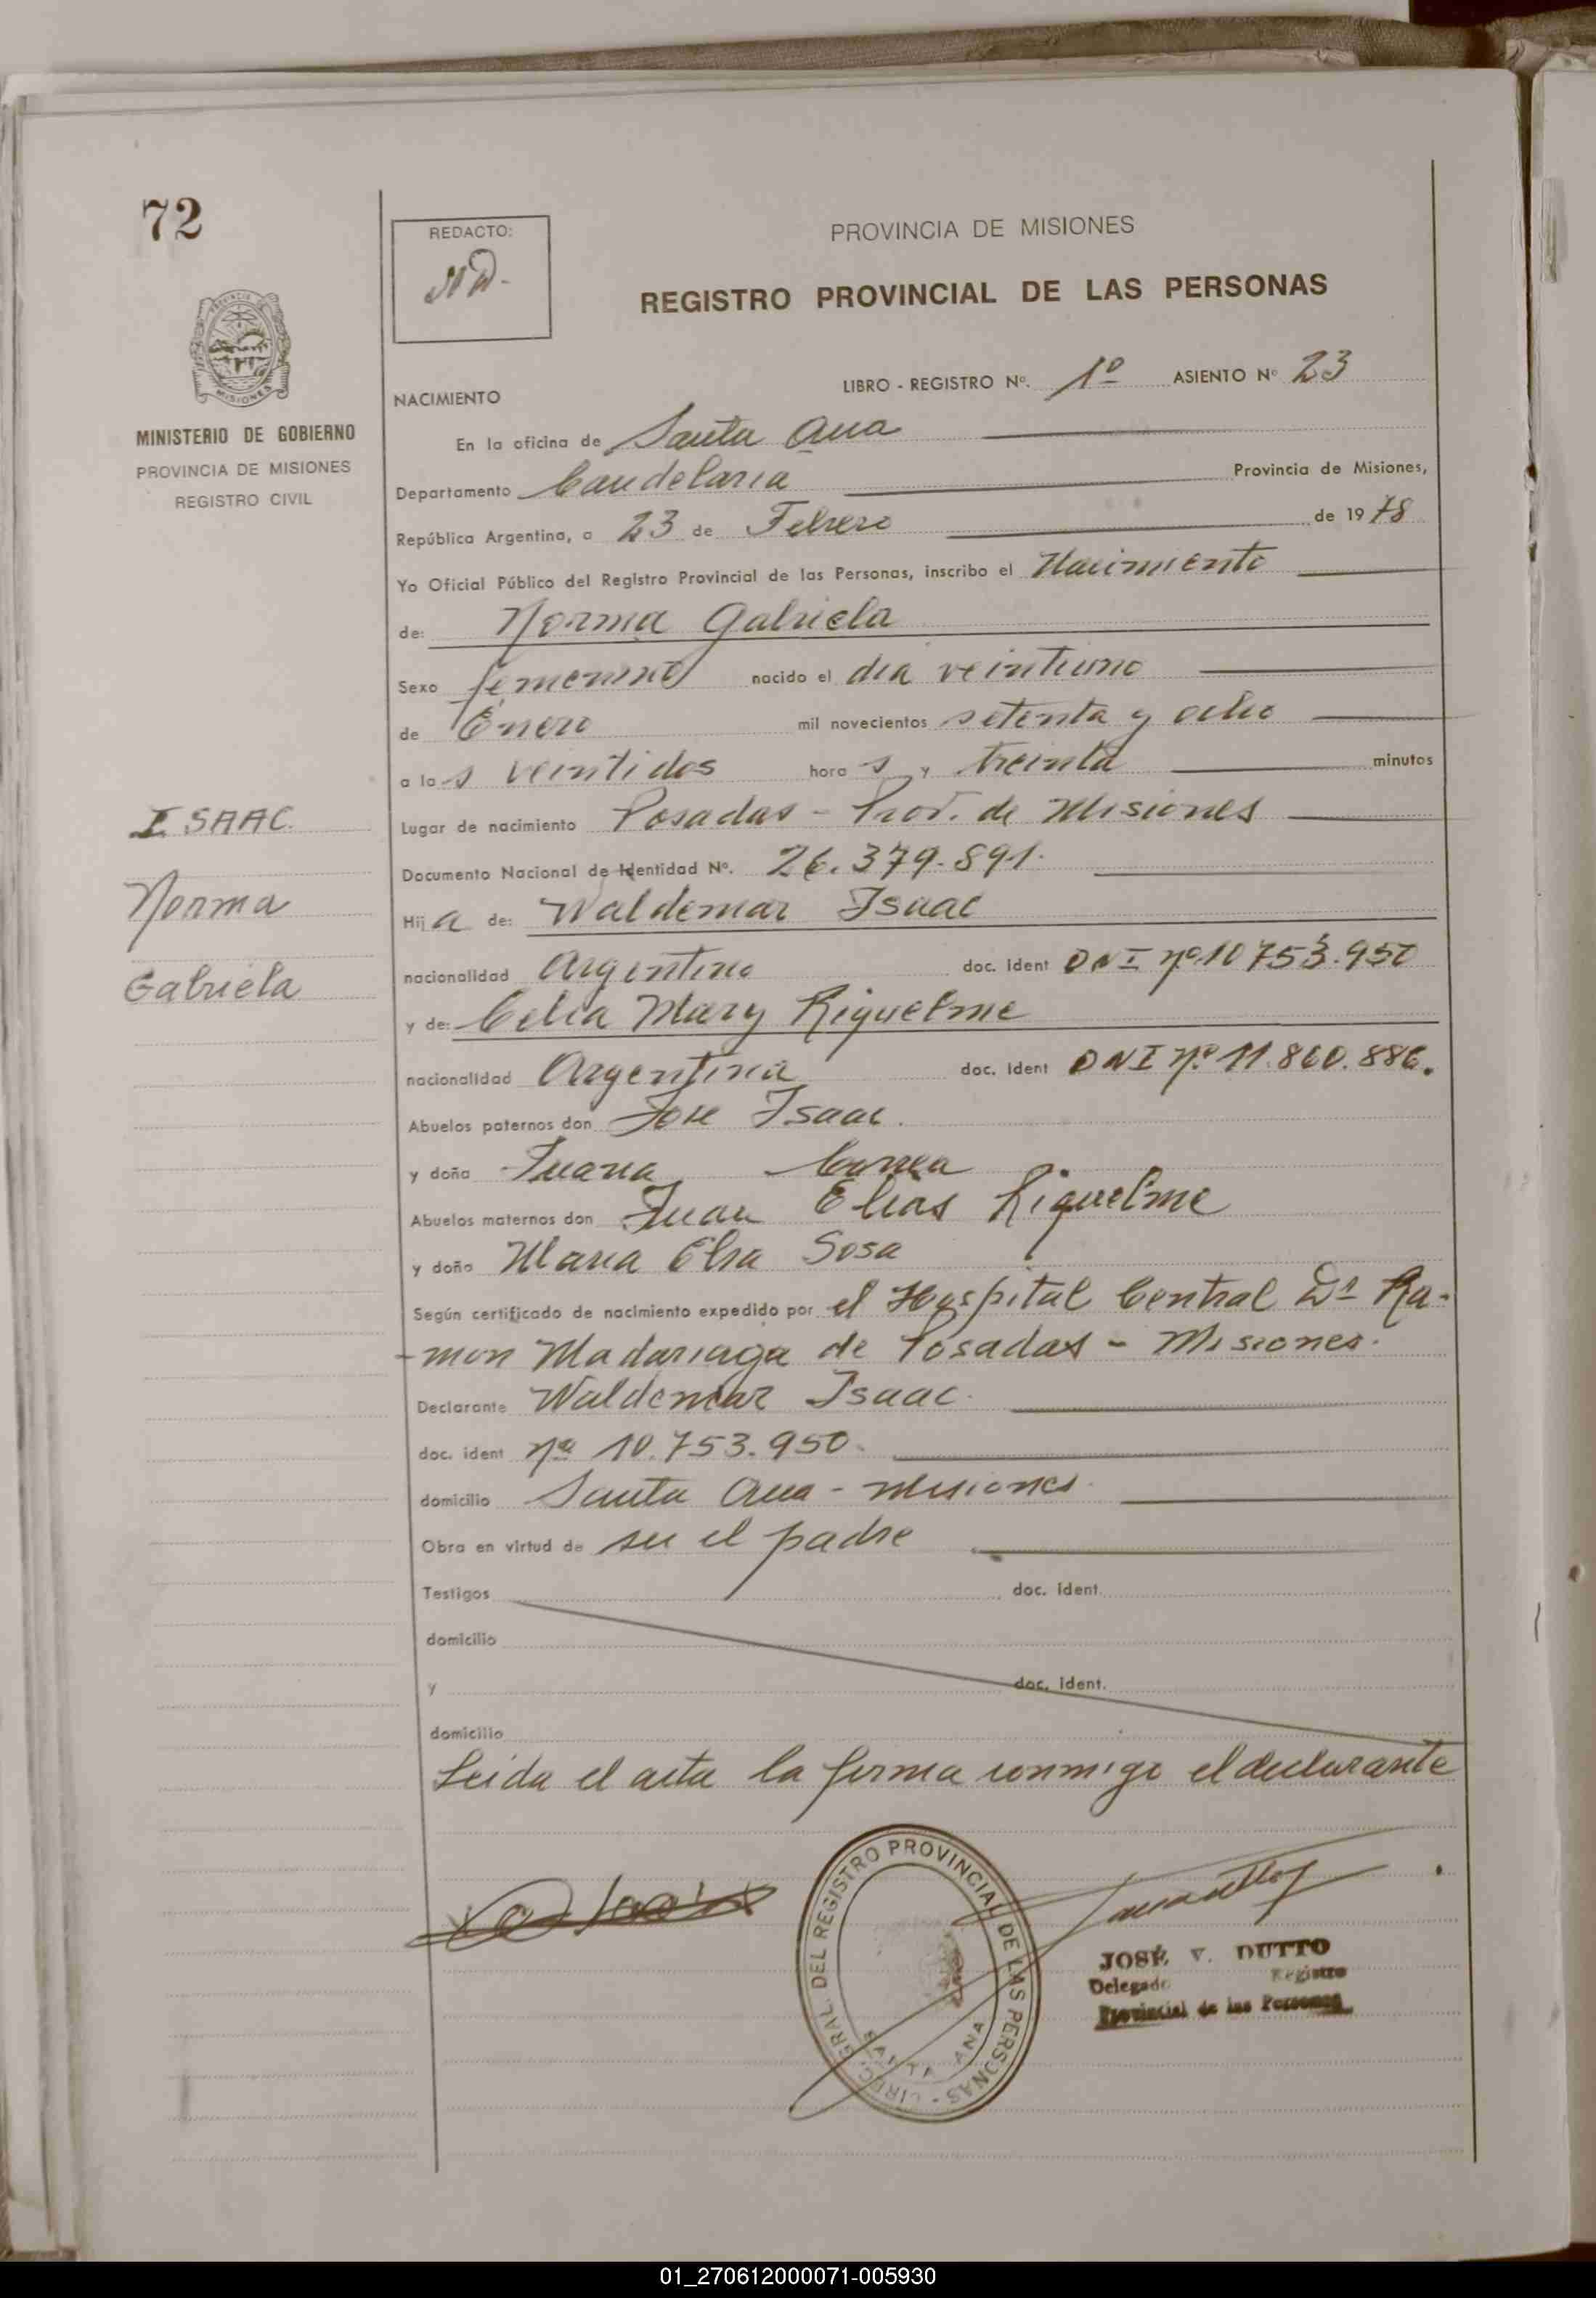 72
REDACTO:
PROVINCIA DE MISIONES
REGISTRO PROVINCIAL DE LAS PERSONAS
PROVINCIA DE
MISIONES
MINISTERIO DE GOBIERNO
PROVINCIA DE MISIONES
REGISTRO CIVIL
LIBRO - REGISTRO Nº. 1º ASIENTO Nº 23
NACIMIENTO
En la oficina de Santa Ana
Departamento Candelaria Provincia de Misiones,
República Argentina, a 23 de Febrero de 1978
Yo Oficial Público del Registro Provincial de las Personas, inscribo el Nacimiento
de: Norma Gabriela
Sexo femenino nacido el dia veintiuno
de Enero mil novecientos setenta y ocho
a las veintidos horas y treinta minutos
Lugar de nacimiento Posadas - Prov. de Misiones
Documento Nacional de Identidad Nº. 26.379.891.
Hija de: Waldemar Isaac
nacionalidad Argentina doc. ident DNI nº 10753.950
y de: Celia Mary Riquelme
nacionalidad Argentina doc. ident DNI nº 11.860.886.
Abuelos paternos don Jose Isaac.
y doña Juana Correa
Abuelos maternos don Juan Elias Riquelme
y doña Maria Elsa Sosa
Según certificado de nacimiento expedido por el Hospital Central Dr Ra-
-mon Madariaga de Posadas - Misiones.
Declarante Waldemar Isaac.
doc. ident nº 10.753.950.
domicilio Santa Ana - Misiones.
Obra en virtud de ser el padre
Testigos doc. ident.
domicilio
y doc. ident.
domicilio
Leida el acta la firma conmigo el declarante
ISAAC
Norma
Gabriela
DIREC. GRAL. DEL REGISTRO PROVINCIAL DE LAS PERSONAS -
SANTA ANA
JOSÉ V. DUTTO
Delegado Registro
Provincial de las Personas
01_270612000071-005930